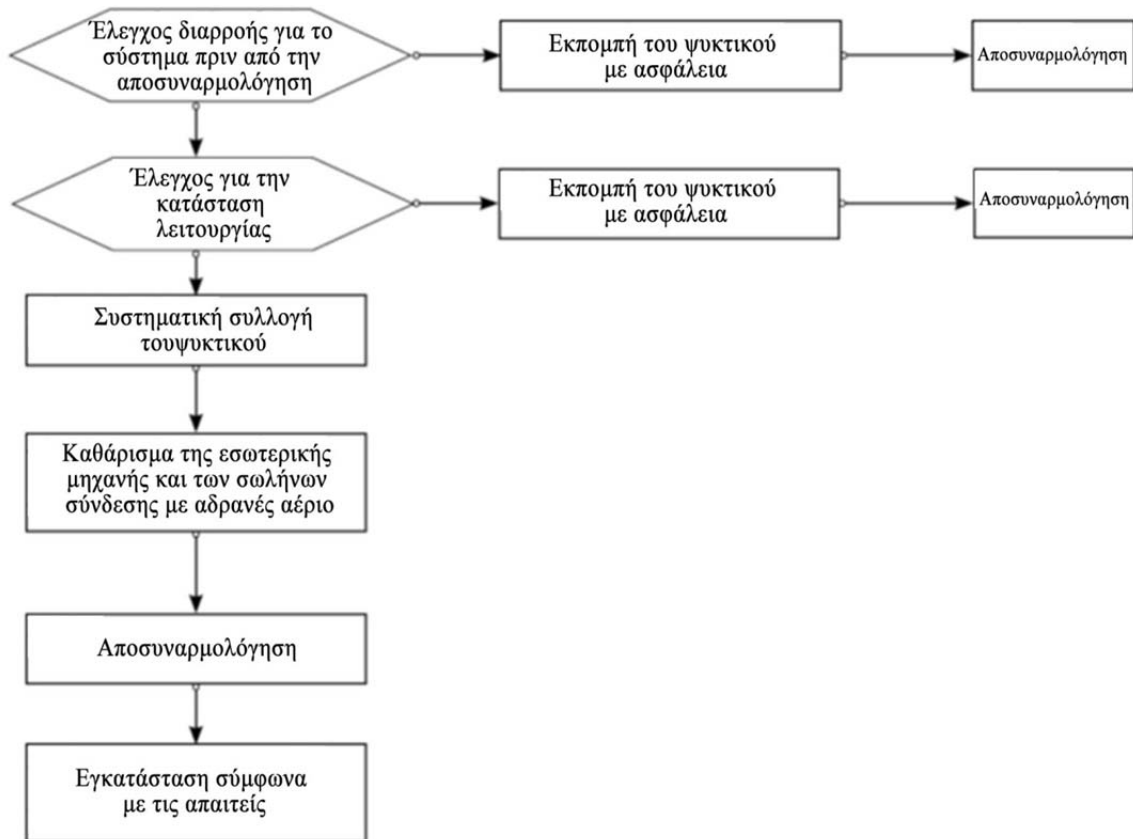 Έλεγχος διαρροής για το
σύστημα πριν από την
αποσυναρμολόγηση
Εκπομπή του ψυκτικού
με ασφάλεια
Αποσυναρμολόγηση
Έλεγχος για την
κατάσταση
λειτουργίας
Εκπομπή του ψυκτικού
με ασφάλεια
Αποσυναρμολόγηση
Συστηματική συλλογή
τουψυκτικού
Καθάρισμα της εσωτερικής
μηχανής και των σωλήνων
σύνδεσης με αδρανές αέριο
Αποσυναρμολόγηση
Εγκατάσταση σύμφωνα
με τις απαιτείς